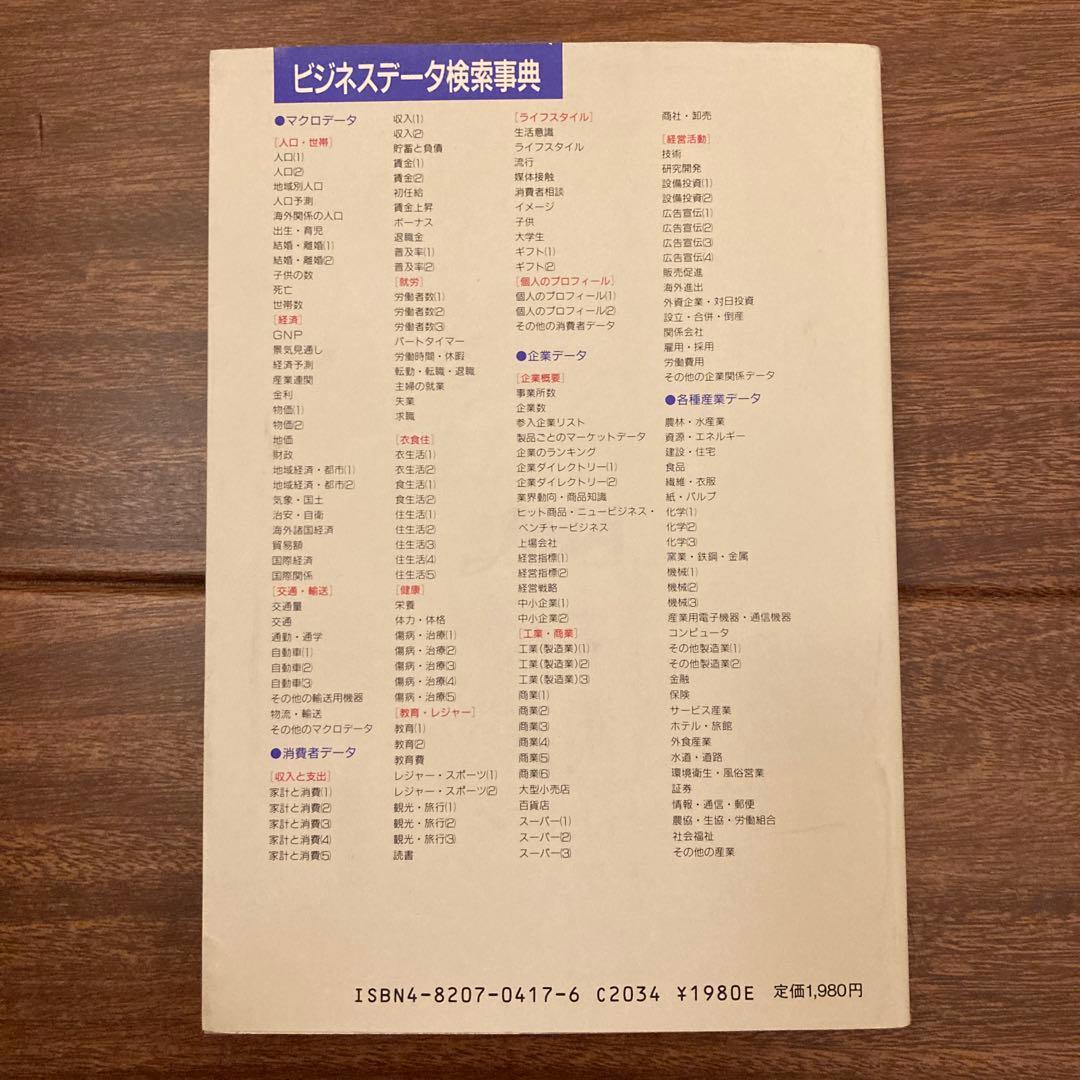 ビジネスデータ検索事典
●マクロデータ
[人口・世帯]
人口(1)
人口(2)
地域別人口
人口予測
海外関係の人口
出生・育児
結婚・離婚(1)
結婚・離婚(2)
子供の数
死亡
世帯数
[経済]
GNP
景気見通し
経済予測
産業連関
金利
物価(1)
物価(2)
地価
財政
地域経済・都市(1)
地域経済・都市(2)
気象・国土
治安・自衛
海外諸国経済
貿易額
国際経済
国際関係
[交通・輸送]
交通量
交通
通勤・通学
自動車(1)
自動車(2)
自動車(3)
その他の輸送用機器
物流・輸送
その他のマクロデータ
●消費者データ
[収入と支出]
家計と消費(1)
家計と消費(2)
家計と消費(3)
家計と消費(4)
家計と消費(5)
収入(1)
収入(2)
貯蓄と負債
賃金(1)
賃金(2)
初任給
賃金上昇
ボーナス
退職金
普及率(1)
普及率(2)
[就労]
労働者数(1)
労働者数(2)
労働者数(3)
パートタイマー
労働時間・休暇
転勤・転職・退職
主婦の就業
失業
求職
[衣食住]
衣生活(1)
衣生活(2)
食生活(1)
食生活(2)
住生活(1)
住生活(2)
住生活(3)
住生活(4)
住生活(5)
[健康]
栄養
体力・体格
傷病・治療(1)
傷病・治療(2)
傷病・治療(3)
傷病・治療(4)
傷病・治療(5)
[教育・レジャー]
教育(1)
教育(2)
教育費
レジャー・スポーツ(1)
レジャー・スポーツ(2)
観光・旅行(1)
観光・旅行(2)
観光・旅行(3)
読書
[ライフスタイル]
生活意識
ライフスタイル
流行
媒体接触
消費者相談
イメージ
子供
大学生
ギフト(1)
ギフト(2)
[個人のプロフィール]
個人のプロフィール(1)
個人のプロフィール(2)
その他の消費者データ
●企業データ
[企業概要]
事業所数
企業数
参入企業リスト
製品ごとのマーケットデータ
企業のランキング
企業ダイレクトリー(1)
企業ダイレクトリー(2)
業界動向・商品知識
ヒット商品・ニュービジネス・
ベンチャービジネス
上場会社
経営指標(1)
経営指標(2)
経営戦略
中小企業(1)
中小企業(2)
[工業・商業]
工業(製造業)(1)
工業(製造業)(2)
工業(製造業)(3)
商業(1)
商業(2)
商業(3)
商業(4)
商業(5)
商業(6)
大型小売店
百貨店
スーパー(1)
スーパー(2)
スーパー(3)
商社・卸売
[経営活動]
技術
研究開発
設備投資(1)
設備投資(2)
広告宣伝(1)
広告宣伝(2)
広告宣伝(3)
広告宣伝(4)
販売促進
海外進出
外資企業・対日投資
設立・合併・倒産
関係会社
雇用・採用
労働費用
その他の企業関係データ
●各種産業データ
農林・水産業
資源・エネルギー
建設・住宅
食品
繊維・衣服
紙・パルプ
化学(1)
化学(2)
化学(3)
窯業・鉄鋼・金属
機械(1)
機械(2)
機械(3)
産業用電子機器・通信機器
コンピュータ
その他製造業(1)
その他製造業(2)
金融
保険
サービス産業
ホテル・旅館
外食産業
水道・道路
環境衛生・風俗営業
証券
情報・通信・郵便
農協・生協・労働組合
社会福祉
その他の産業
ISBN4-8207-0417-6 C2034 ¥1980E 定価1,980円